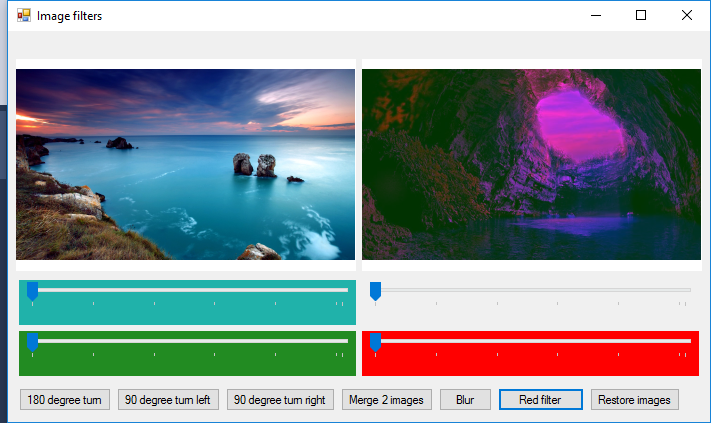 Image filters
180 degree turn
90 degree turn left
90 degree turn right
Merge 2 images
Blur
Red filter
Restore images